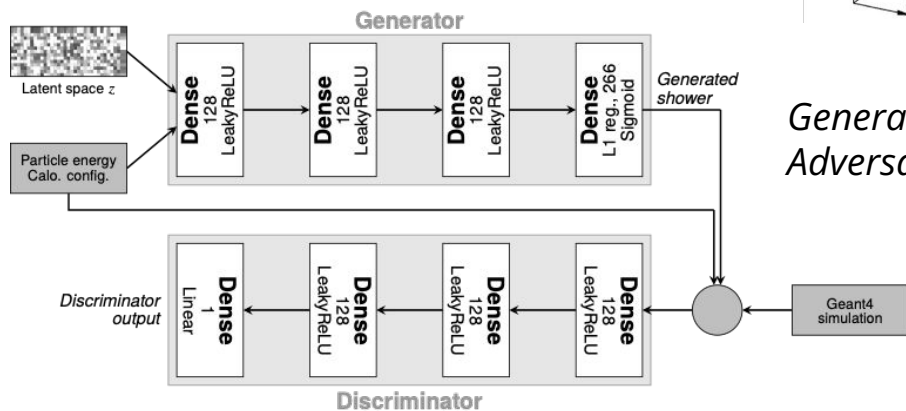 Generator
Latent space z
Particle energy
Calo. config.
Dense
128
LeakyReLU
Dense
128
LeakyReLU
Dense
128
LeakyReLU
Dense
L1 reg., 266
Sigmoid
Generated
shower
Discriminator
output
Dense
1
Linear
Dense
128
LeakyReLU
Dense
128
LeakyReLU
Dense
128
LeakyReLU
Geant4
simulation
Discriminator